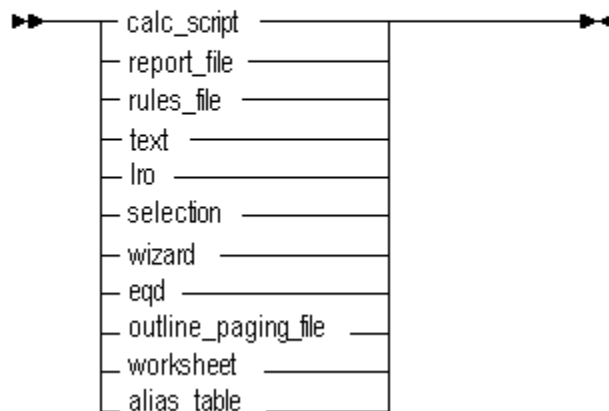 calc_script
report_file
rules_file
text
lro
selection
wizard
eqd
outline_paging_file
worksheet
alias_table